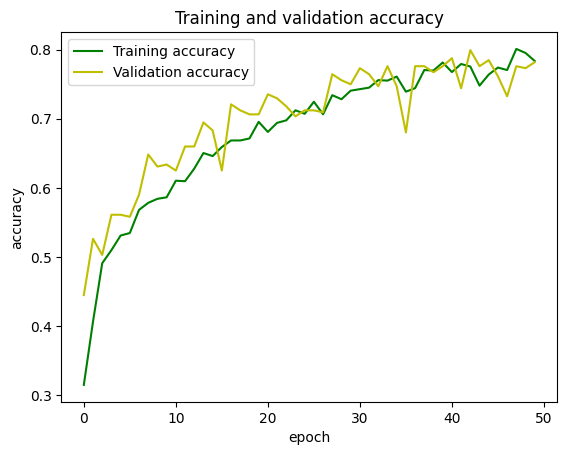 Training and validation accuracy
Training accuracy
Validation accuracy
0.8
0.7
0.6
0.5
0.4
0.3
accuracy
0 10 20 30 40 50
epoch